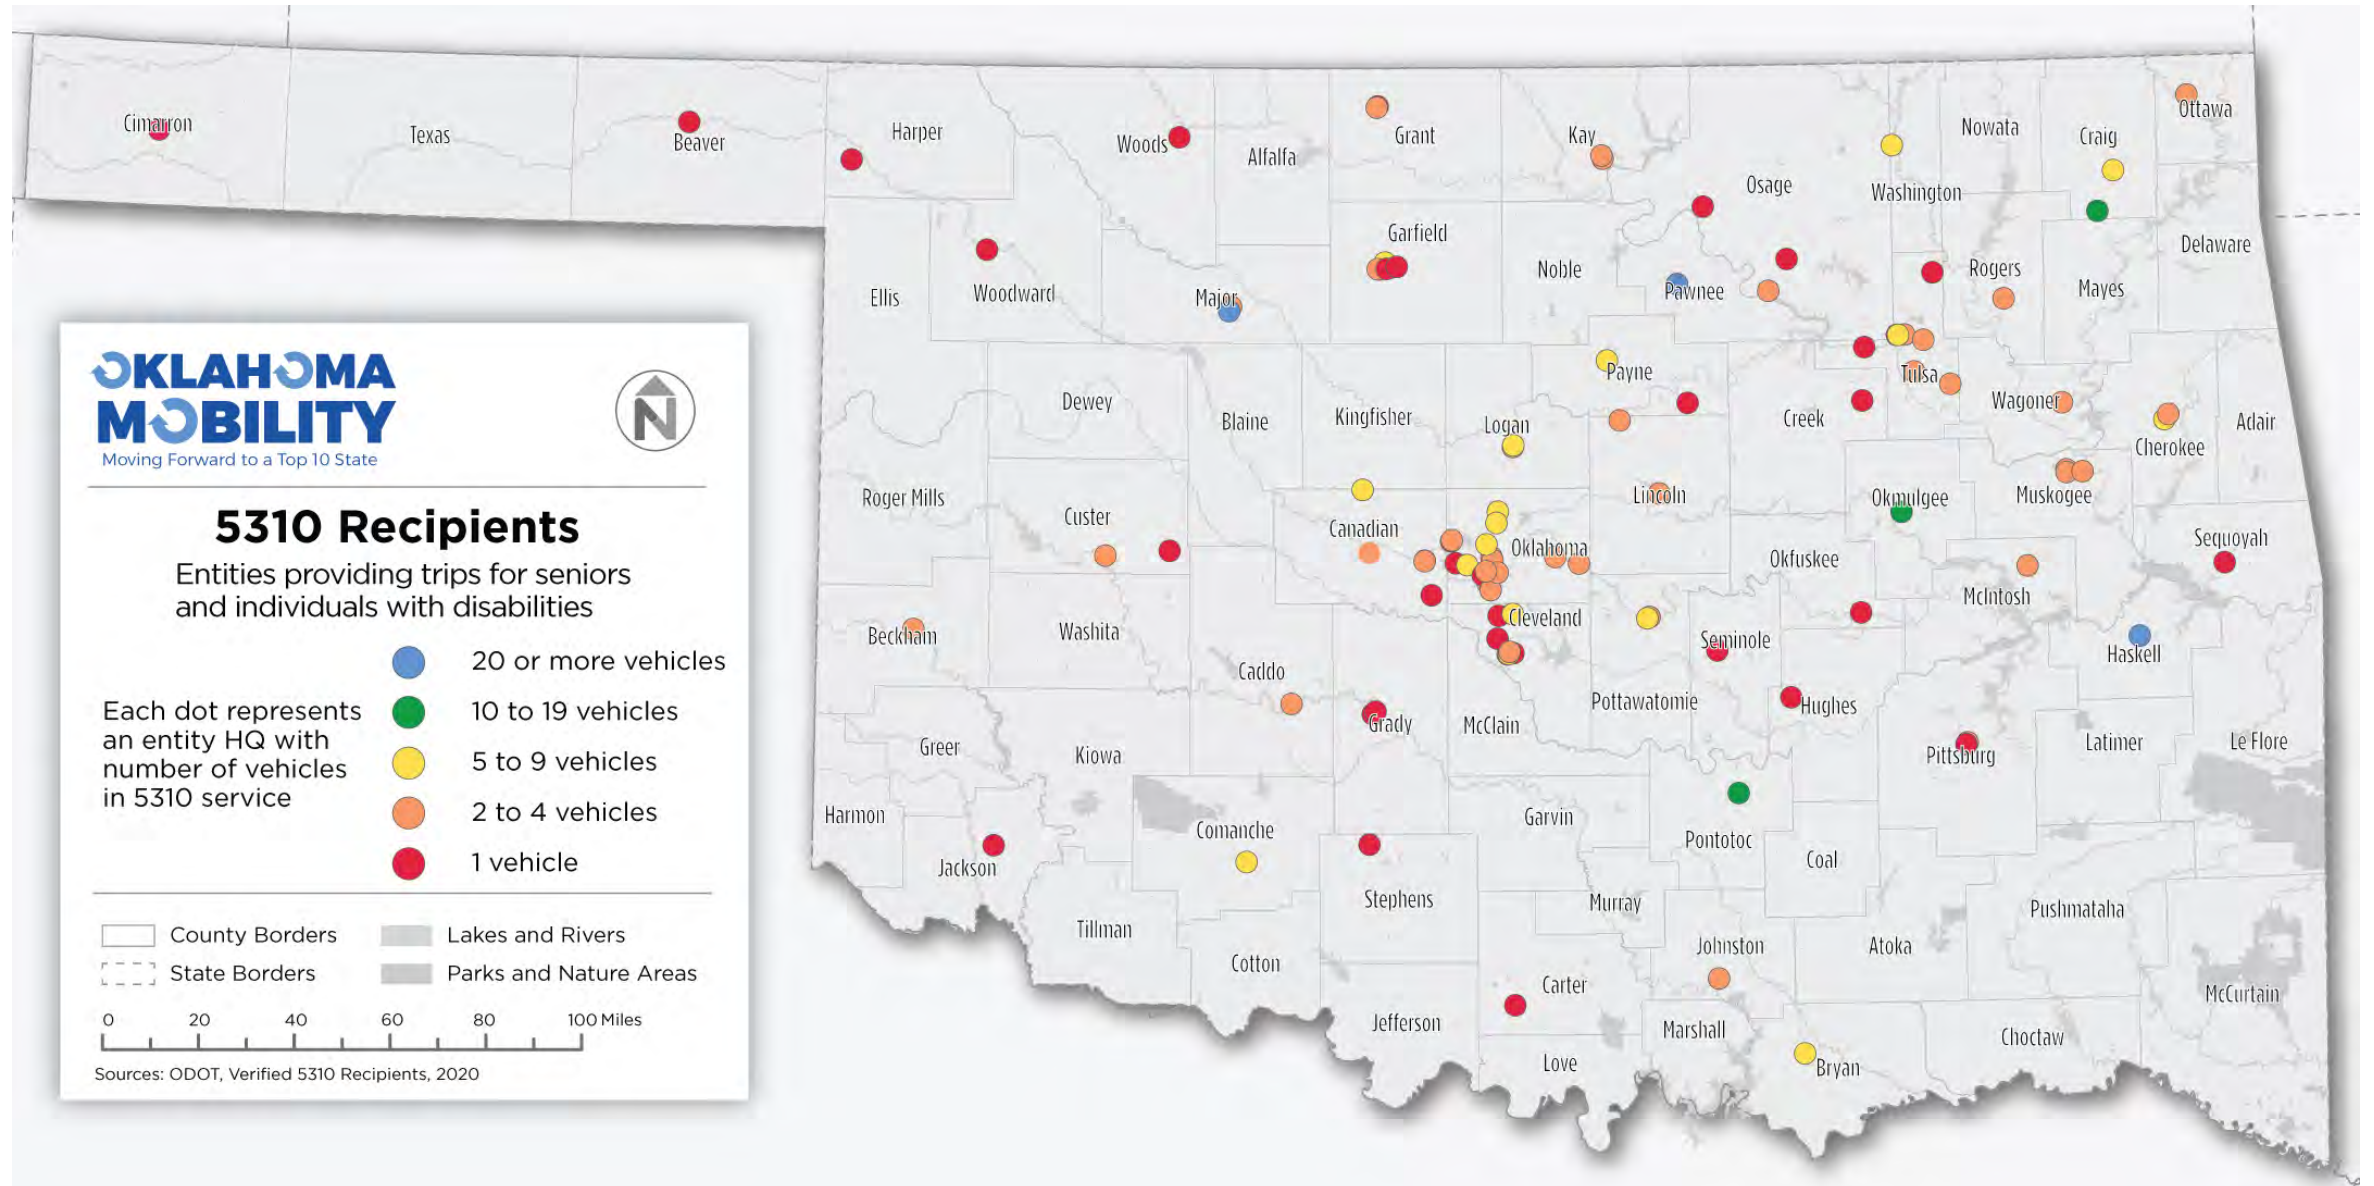 OKLAHOMA
MOBILITY
Moving Forward to a Top 10 State
N
5310 Recipients
Entities providing trips for seniors
and individuals with disabilities
Each dot represents
an entity HQ with
number of vehicles
in 5310 service
20 or more vehicles
10 to 19 vehicles
5 to 9 vehicles
2 to 4 vehicles
1 vehicle
County Borders
State Borders
Lakes and Rivers
Parks and Nature Areas
0 20 40 60 80 100 Miles
Sources: ODOT, Verified 5310 Recipients, 2020
Cimarron
Texas
Beaver
Harper
Woods
Alfalfa
Grant
Kay
Osage
Washington
Nowata
Craig
Ottawa
Ellis
Woodward
Major
Garfield
Noble
Pawnee
Rogers
Mayes
Delaware
Dewey
Blaine
Kingfisher
Logan
Payne
Creek
Tulsa
Wagoner
Cherokee
Adair
Roger Mills
Custer
Canadian
Oklahoma
Lincoln
Okfuskee
Okmulgee
Muskogee
McIntosh
Sequoyah
Beckham
Washita
Caddo
Grady
McClain
Cleveland
Pottawatomie
Seminole
Hughes
Haskell
Greer
Kiowa
Pittsburg
Latimer
Le Flore
Harmon
Jackson
Comanche
Stephens
Garvin
Pontotoc
Coal
Tillman
Cotton
Murray
Johnston
Atoka
Pushmataha
Jefferson
Carter
Love
Marshall
Bryan
Choctaw
McCurtain